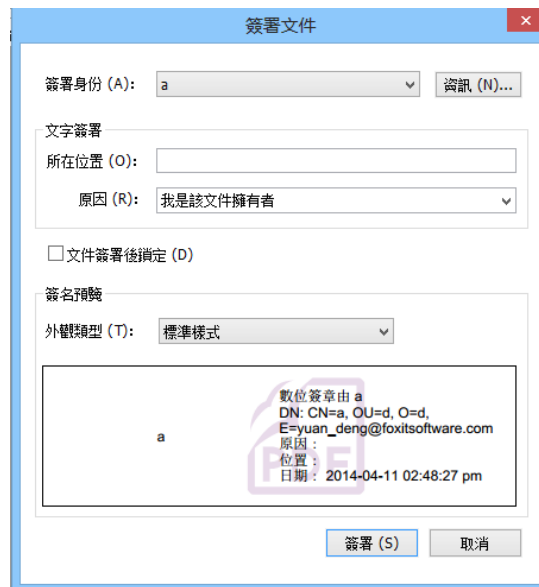 簽署文件
簽署身份 (A): a 資訊 (N)...
文字簽署
所在位置 (O):
原因 (R): 我是該文件擁有者
文件簽署後鎖定 (D)
簽名預覽
外觀類型 (T): 標準樣式
a
數位簽章由 a
DN: CN=a, OU=d, O=d,
E=yuan_deng@foxitsoftware.com
原因：
位置：
日期： 2014-04-11 02:48:27 pm
PDF
簽署 (S) 取消